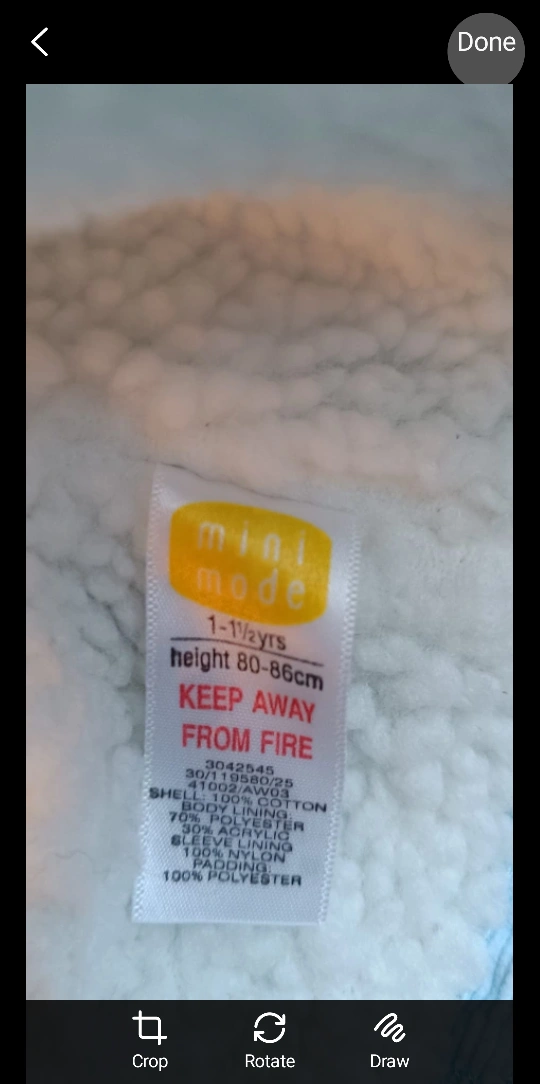 Done
mini
mode
1-1½yrs
height 80-86cm
KEEP AWAY
FROM FIRE
3042545
30/119580/25
41002/AW03
SHELL: 100% COTTON
BODY LINING:
70% POLYESTER
30% ACRYLIC
SLEEVE LINING
100% NYLON
PADDING:
100% POLYESTER
Crop
Rotate
Draw